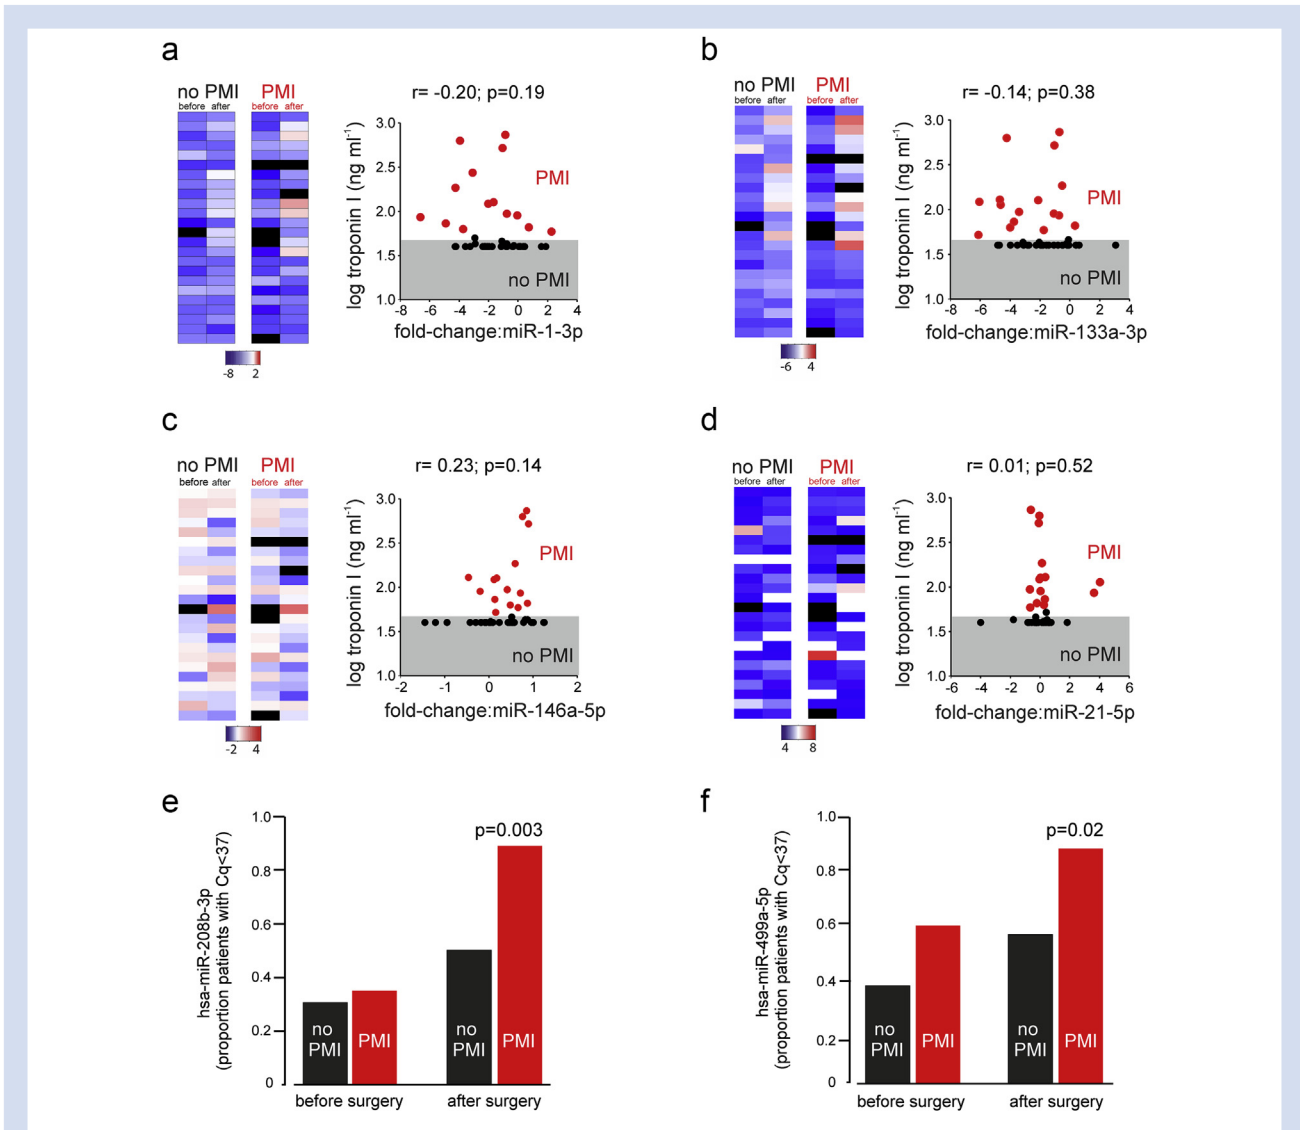 a
no PMI PMI
before after before after
r= -0.20; p=0.19
log troponin I (ng ml⁻¹)
3.0
2.5
2.0
1.5
1.0
PMI
no PMI
-8 -6 -4 -2 0 2 4
fold-change:miR-1-3p
-8 2
b
no PMI PMI
before after before after
r= -0.14; p=0.38
log troponin I (ng ml⁻¹)
3.0
2.5
2.0
1.5
1.0
PMI
no PMI
-8 -6 -4 -2 0 2 4
fold-change:miR-133a-3p
-6 4
c
no PMI PMI
before after before after
r= 0.23; p=0.14
log troponin I (ng ml⁻¹)
3.0
2.5
2.0
1.5
1.0
PMI
no PMI
-2 -1 0 1 2
fold-change:miR-146a-5p
-2 4
d
no PMI PMI
before after before after
r= 0.01; p=0.52
log troponin I (ng ml⁻¹)
3.0
2.5
2.0
1.5
1.0
PMI
no PMI
-6 -4 -2 0 2 4 6
fold-change:miR-21-5p
4 8
e
hsa-miR-208b-3p
(proportion patients with Cq<37)
1.0
0.8
0.6
0.4
0.2
0
p=0.003
no
PMI
PMI
no
PMI
PMI
before surgery after surgery
f
hsa-miR-499a-5p
(proportion patients with Cq<37)
1.0
0.8
0.6
0.4
0.2
0
p=0.02
no
PMI
PMI
no
PMI
PMI
before surgery after surgery